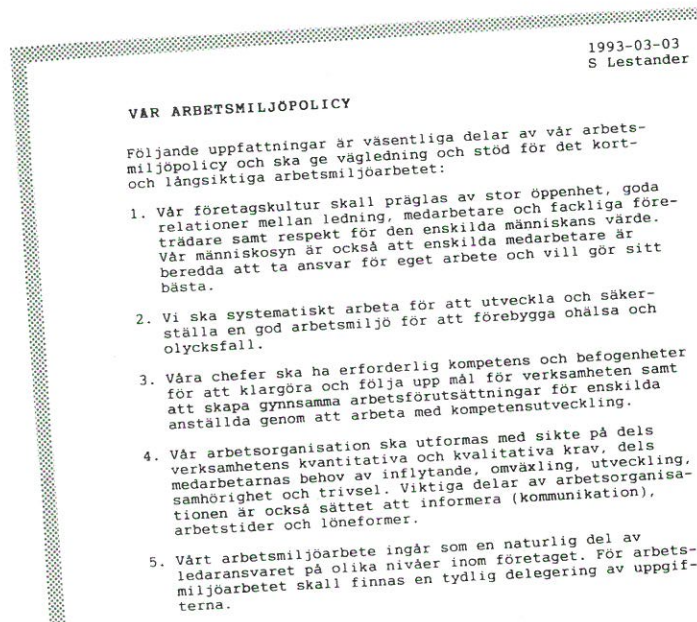 1993-03-03
S Lestander
VÅR ARBETSMILJÖPOLICY
Följande uppfattningar är väsentliga delar av vår arbets-
miljöpolicy och ska ge vägledning och stöd för det kort-
och långsiktiga arbetsmiljöarbetet:
1. Vår företagskultur skall präglas av stor öppenhet, goda
relationer mellan ledning, medarbetare och fackliga före-
trädare samt respekt för den enskilda människans värde.
Vår människosyn är också att enskilda medarbetare är
beredda att ta ansvar för eget arbete och vill gör sitt
bästa.
2. Vi ska systematiskt arbeta för att utveckla och säker-
ställa en god arbetsmiljö för att förebygga ohälsa och
olycksfall.
3. Våra chefer ska ha erforderlig kompetens och befogenheter
för att klargöra och följa upp mål för verksamheten samt
att skapa gynnsamma arbetsförutsättningar för enskilda
anställda genom att arbeta med kompetensutveckling.
4. Vår arbetsorganisation ska utformas med sikte på dels
verksamhetens kvantitativa och kvalitativa krav, dels
medarbetarnas behov av inflytande, omväxling, utveckling,
samhörighet och trivsel. Viktiga delar av arbetsorganisa-
tionen är också sättet att informera (kommunikation),
arbetstider och löneformer.
5. Vårt arbetsmiljöarbete ingår som en naturlig del av
ledaransvaret på olika nivåer inom företaget. För arbets-
miljöarbetet skall finnas en tydlig delegering av uppgif-
terna.